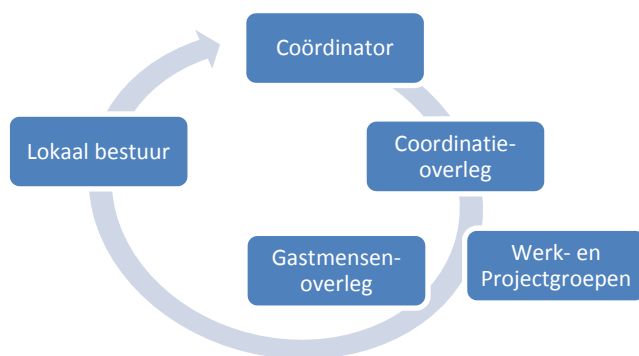 Coördinator
Lokaal bestuur
Coordinatie-
overleg
Gastmensen-
overleg
Werk- en
Projectgroepen